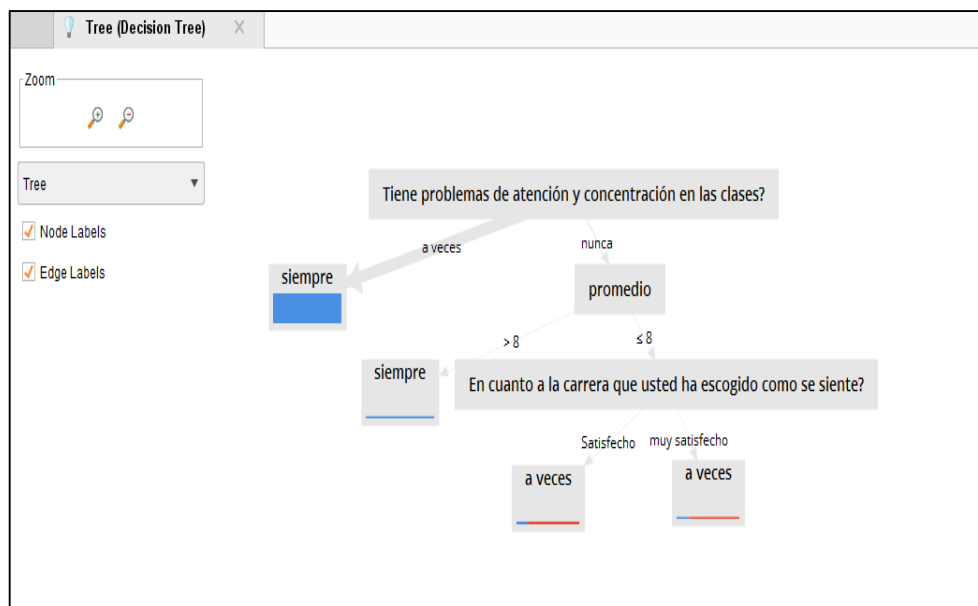 Tree (Decision Tree)
Zoom
Tree
Node Labels
Edge Labels
Tiene problemas de atención y concentración en las clases?
a veces
nunca
siempre
promedio
> 8
≤ 8
siempre
En cuanto a la carrera que usted ha escogido como se siente?
Satisfecho
muy satisfecho
a veces
a veces